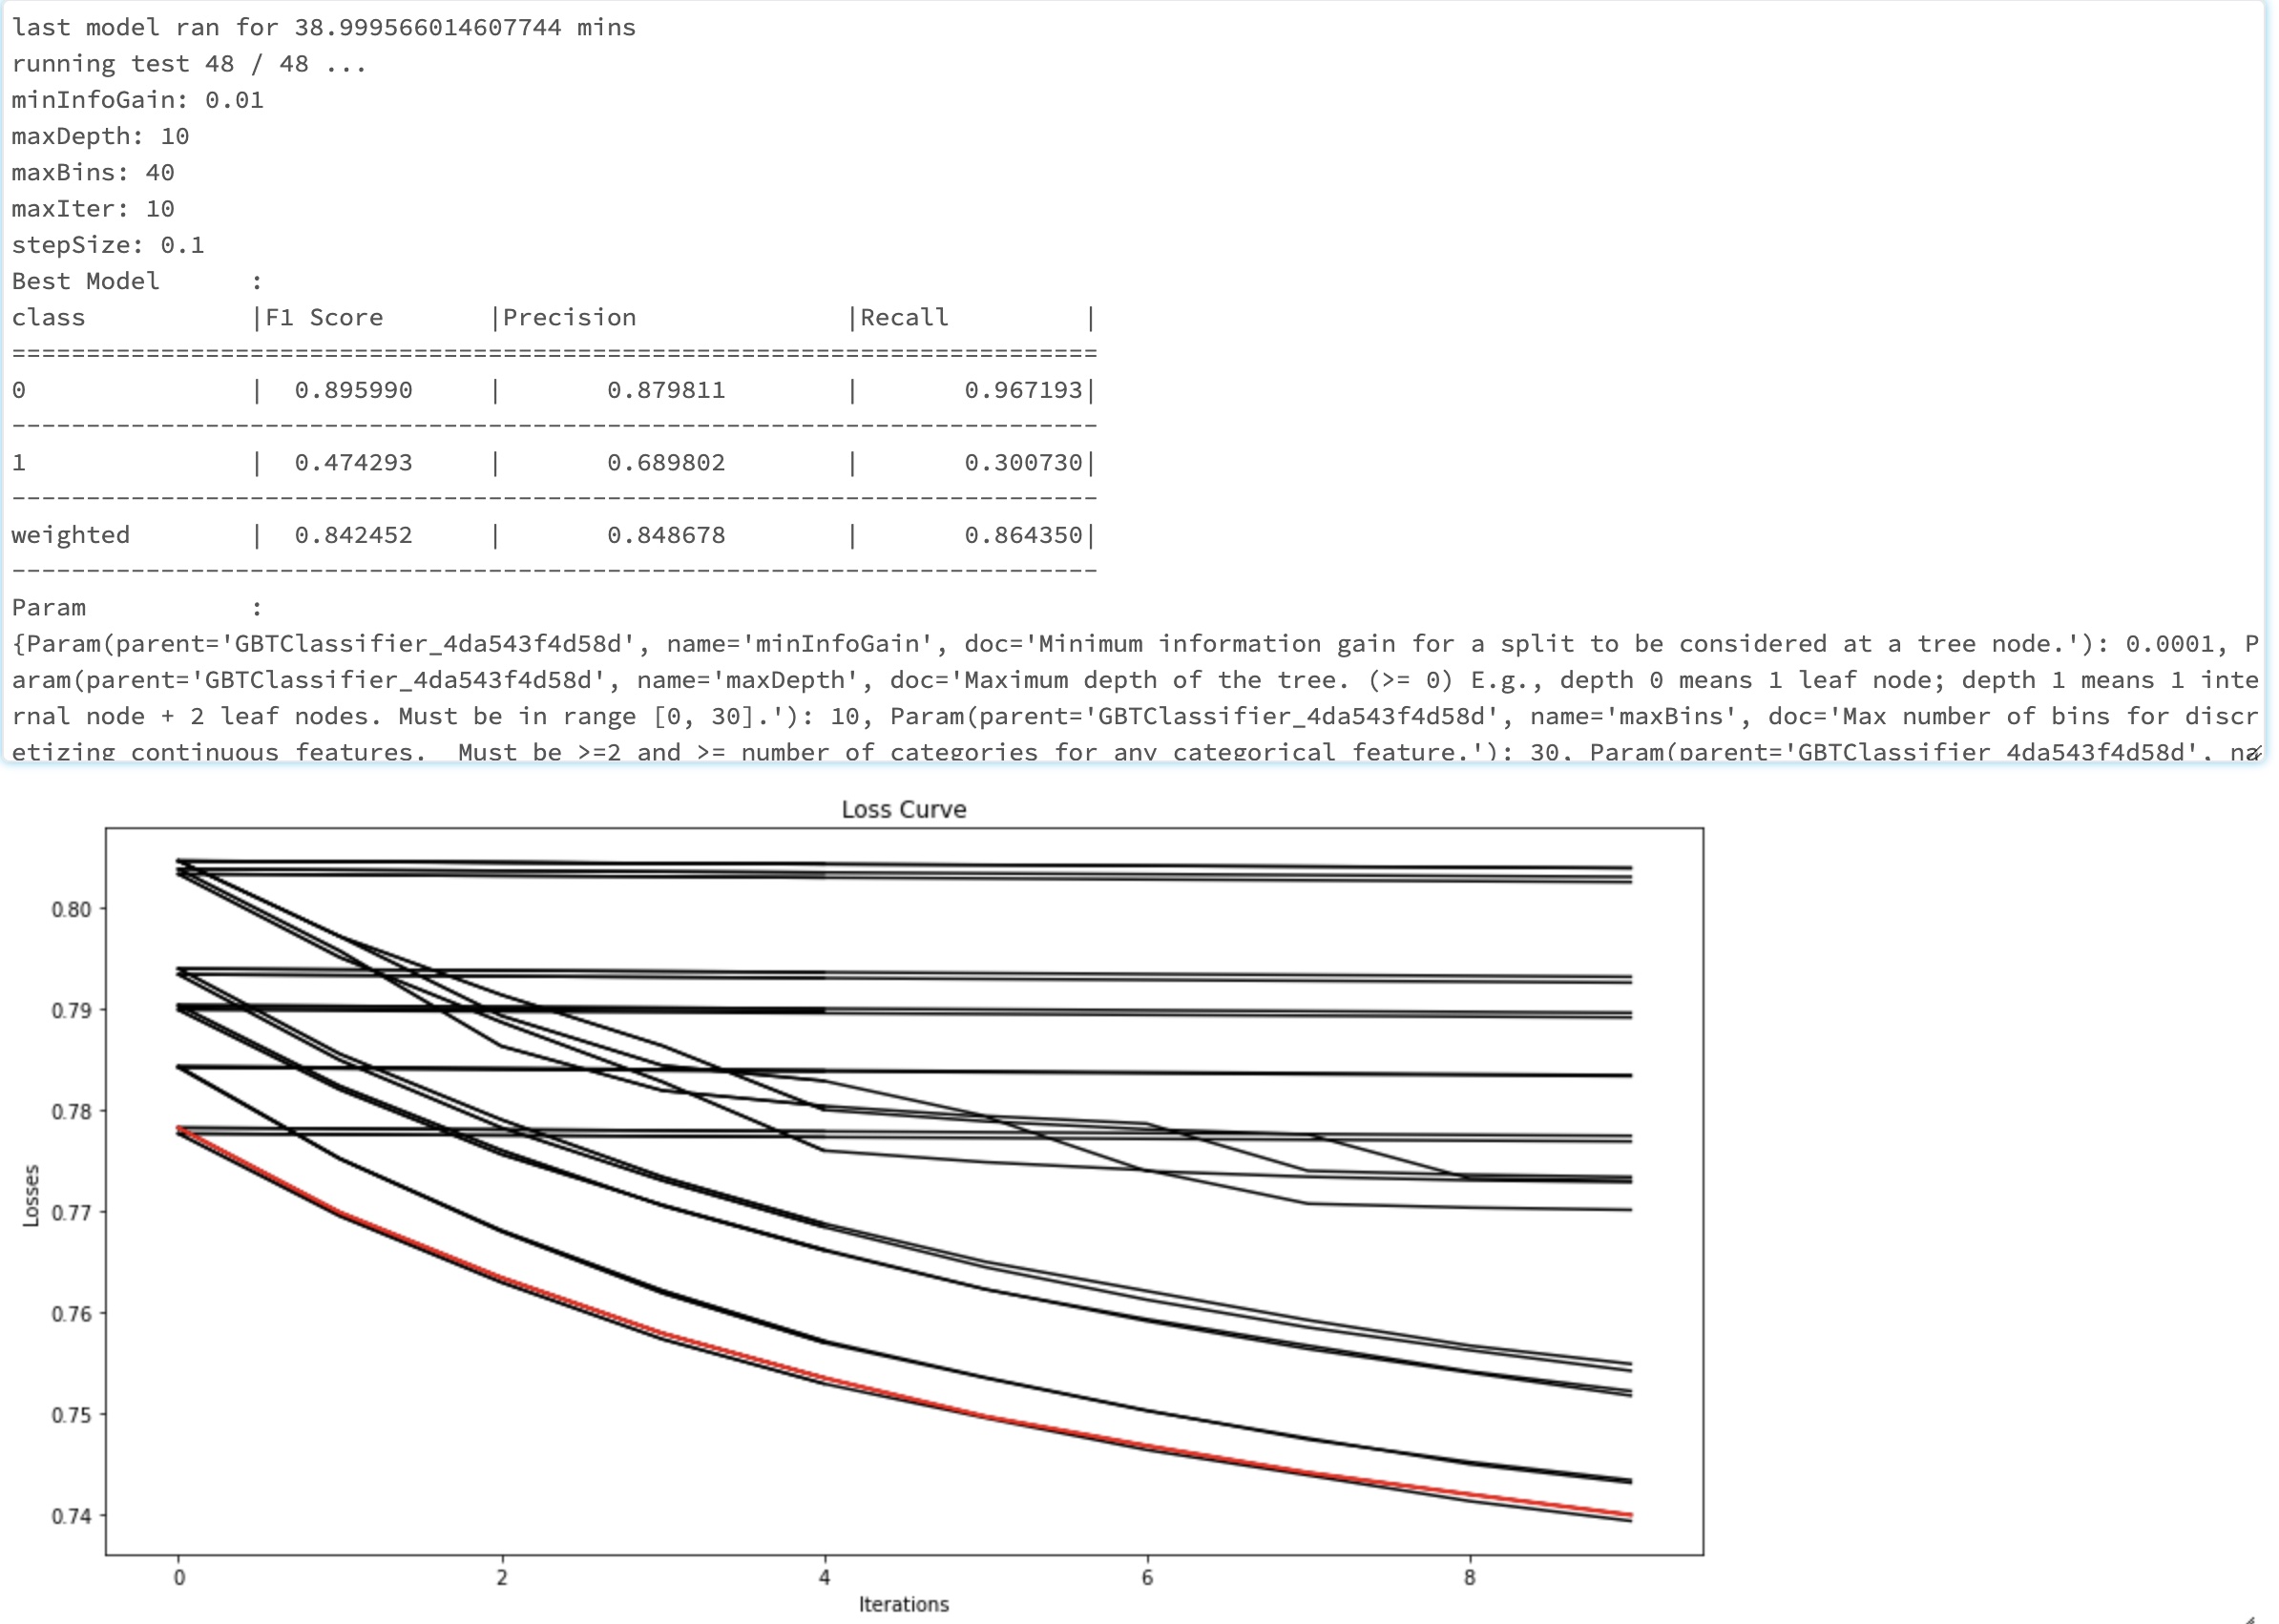 last model ran for 38.999566014607744 mins
running test 48 / 48 ...
minInfoGain: 0.01
maxDepth: 10
maxBins: 40
maxIter: 10
stepSize: 0.1
Best Model      :
class           |F1 Score       |Precision              |Recall         |
=========================================================================
0               |  0.895990     |       0.879811        |       0.967193|
-------------------------------------------------------------------------
1               |  0.474293     |       0.689802        |       0.300730|
-------------------------------------------------------------------------
weighted        |  0.842452     |       0.848678        |       0.864350|
-------------------------------------------------------------------------
Param           :
{Param(parent='GBTClassifier_4da543f4d58d', name='minInfoGain', doc='Minimum information gain for a split to be considered at a tree node.'): 0.0001, P
aram(parent='GBTClassifier_4da543f4d58d', name='maxDepth', doc='Maximum depth of the tree. (>= 0) E.g., depth 0 means 1 leaf node; depth 1 means 1 inte
rnal node + 2 leaf nodes. Must be in range [0, 30].'): 10, Param(parent='GBTClassifier_4da543f4d58d', name='maxBins', doc='Max number of bins for discr
etizing continuous features.  Must be >=2 and >= number of categories for any categorical feature.'): 30, Param(parent='GBTClassifier_4da543f4d58d', na
Loss Curve
0.80
0.79
0.78
0.77
0.76
0.75
0.74
Losses
0 2 4 6 8
Iterations